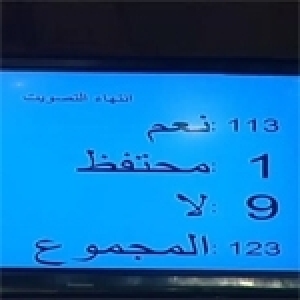 انتهاء التصويت
نعم: 113
محتفظ: 1
لا: 9
المجموع: 123